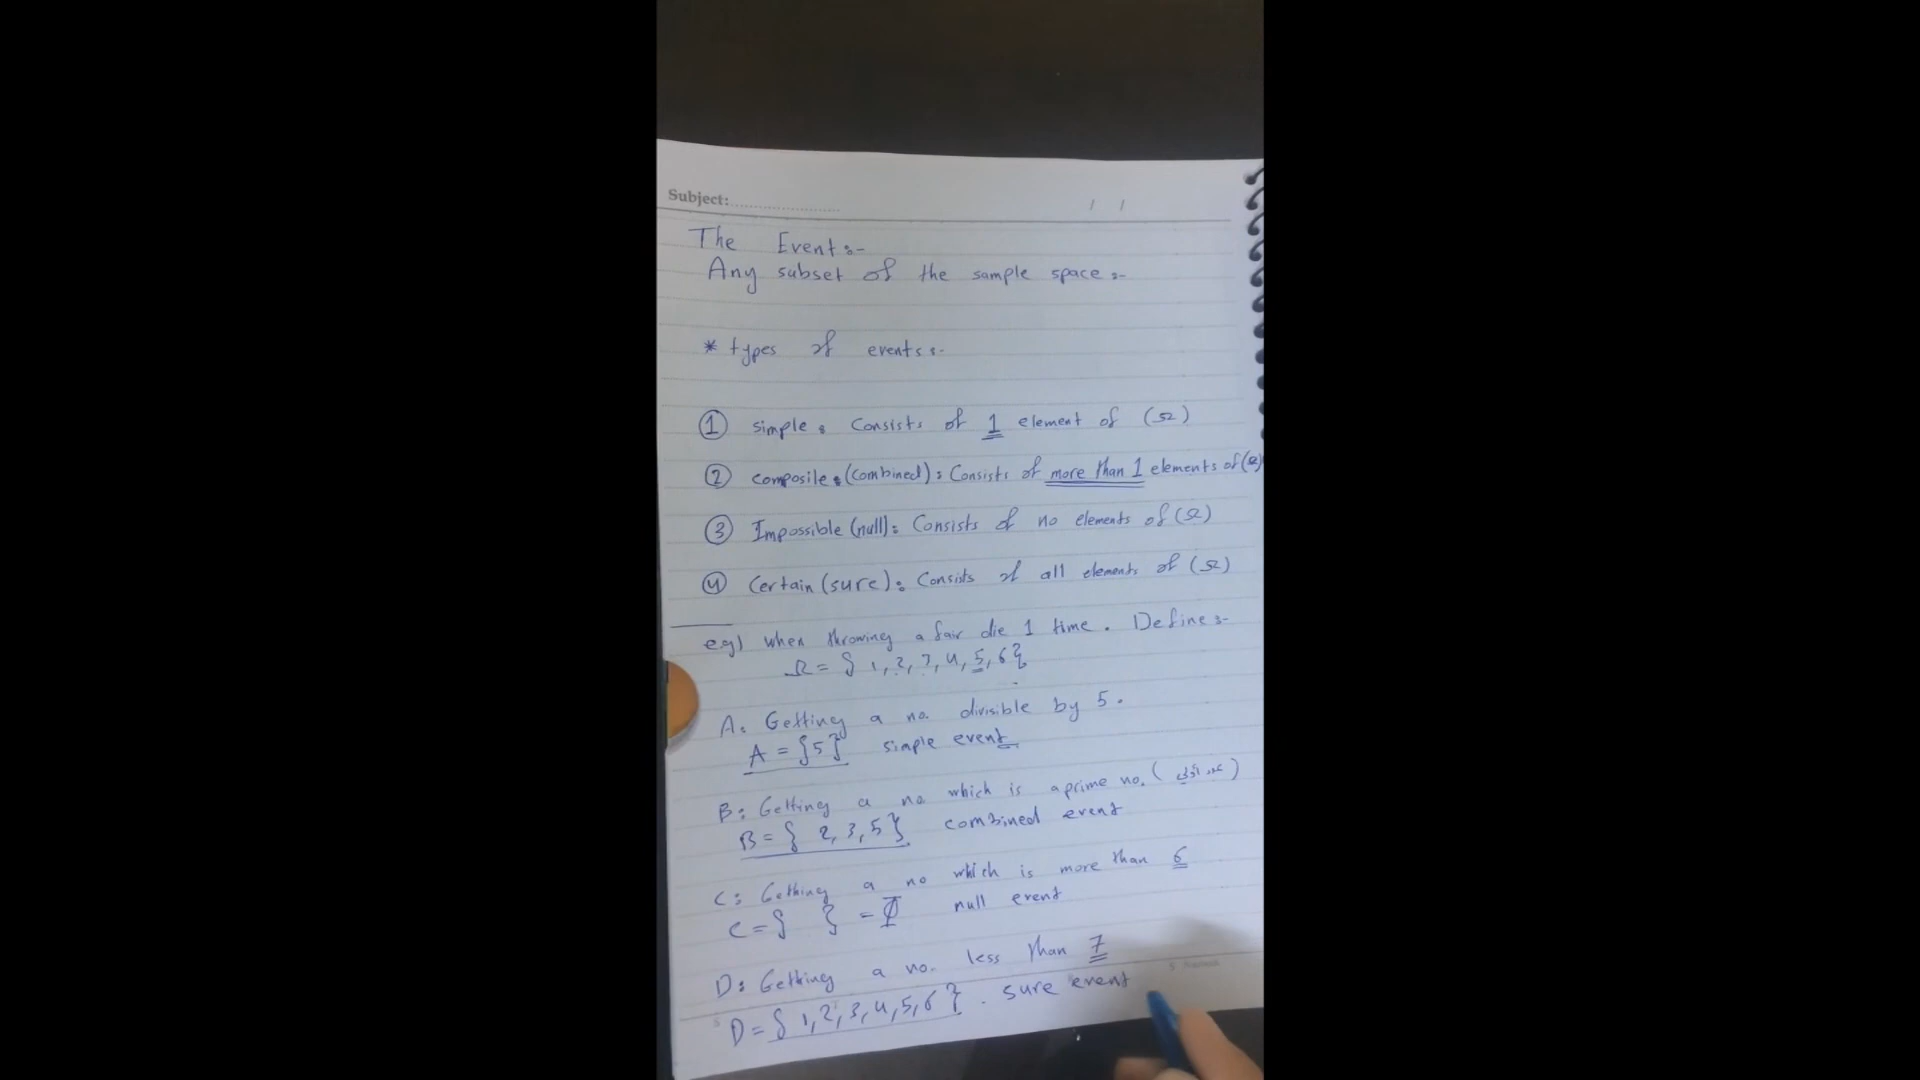 Subject:....................
/ /
The Event:-
Any subset of the sample space:-
* types of events:-
① simple: Consists of 1 element of (Ω)
② composile: (combined): Consists of more than 1 elements of (Ω)
③ Impossible (null): Consists of no elements of (Ω)
④ Certain (sure): Consists of all elements of (Ω)
e.g) when throwing a fair die 1 time. Define:-
Ω = { 1, 2, 3, 4, 5, 6 }
A: Getting a no. divisible by 5.
A = {5} simple event
B: Getting a no which is a prime no. (عدد أولى)
B = { 2, 3, 5 } combined event
C: Getting a no which is more than 6
C = { } = Φ null event
D: Getting a no. less than 7
D = { 1, 2, 3, 4, 5, 6 } . sure event